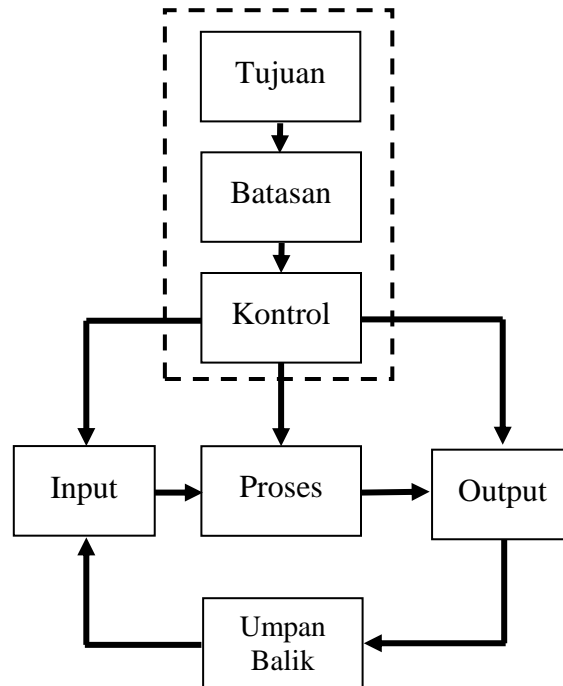 Tujuan
Batasan
Kontrol
Input
Proses
Output
Umpan
Balik